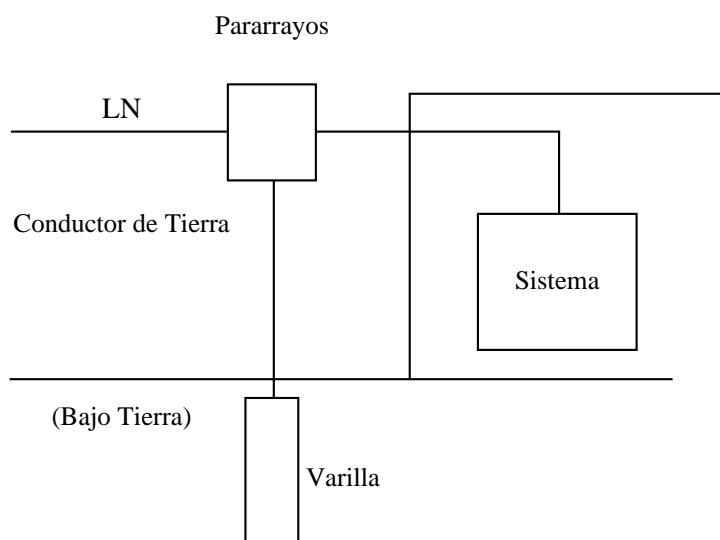 Pararrayos
LN
Conductor de Tierra
Sistema
(Bajo Tierra)
Varilla